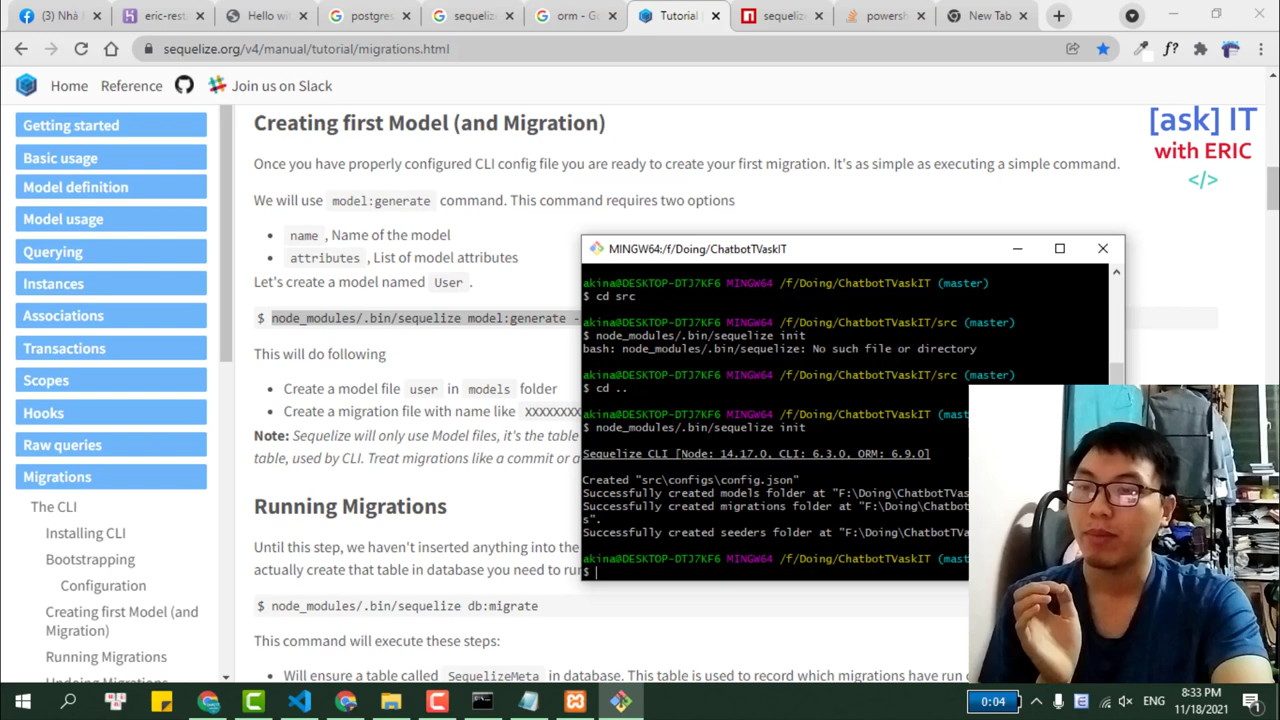 (3) Nhà
eric-rest
Hello wi
postgres
sequeliz
orm - Go
Tutorial |
sequeliz
powersh
New Tab
sequelize.org/v4/manual/tutorial/migrations.html
Home
Reference
Join us on Slack
Getting started
Basic usage
Model definition
Model usage
Querying
Instances
Associations
Transactions
Scopes
Hooks
Raw queries
Migrations
The CLI
Installing CLI
Bootstrapping
Configuration
Creating first Model (and
Migration)
Running Migrations
Creating first Model (and Migration)
Once you have properly configured CLI config file you are ready to create your first migration. It's as simple as executing a simple command.
We will use model:generate command. This command requires two options
name , Name of the model
attributes , List of model attributes
Let's create a model named User .
$ node_modules/.bin/sequelize model:generate -
This will do following
Create a model file user in models folder
Create a migration file with name like XXXXXXXX
Note: Sequelize will only use Model files, it's the table
table, used by CLI. Treat migrations like a commit or a
Running Migrations
Until this step, we haven't inserted anything into the
actually create that table in database you need to run
$ node_modules/.bin/sequelize db:migrate
This command will execute these steps:
Will ensure a table called SequelizeMeta in database. This table is used to record which migrations have run
[ask] IT
with ERIC
</>
MINGW64:/f/Doing/ChatbotTVaskIT
akina@DESKTOP-DTJ7KF6 MINGW64 /f/Doing/ChatbotTVaskIT (master)
$ cd src
akina@DESKTOP-DTJ7KF6 MINGW64 /f/Doing/ChatbotTVaskIT/src (master)
$ node_modules/.bin/sequelize init
bash: node_modules/.bin/sequelize: No such file or directory
akina@DESKTOP-DTJ7KF6 MINGW64 /f/Doing/ChatbotTVaskIT/src (master)
$ cd ..
akina@DESKTOP-DTJ7KF6 MINGW64 /f/Doing/ChatbotTVaskIT (mast
$ node_modules/.bin/sequelize init
Sequelize CLI [Node: 14.17.0, CLI: 6.3.0, ORM: 6.9.0]
Created "src\configs\config.json"
Successfully created models folder at "F:\Doing\ChatbotTVas
Successfully created migrations folder at "F:\Doing\Chatbot
s".
Successfully created seeders folder at "F:\Doing\ChatbotTVa
akina@DESKTOP-DTJ7KF6 MINGW64 /f/Doing/ChatbotTVaskIT (mast
$
0:04
ENG
8:33 PM
11/18/2021
1